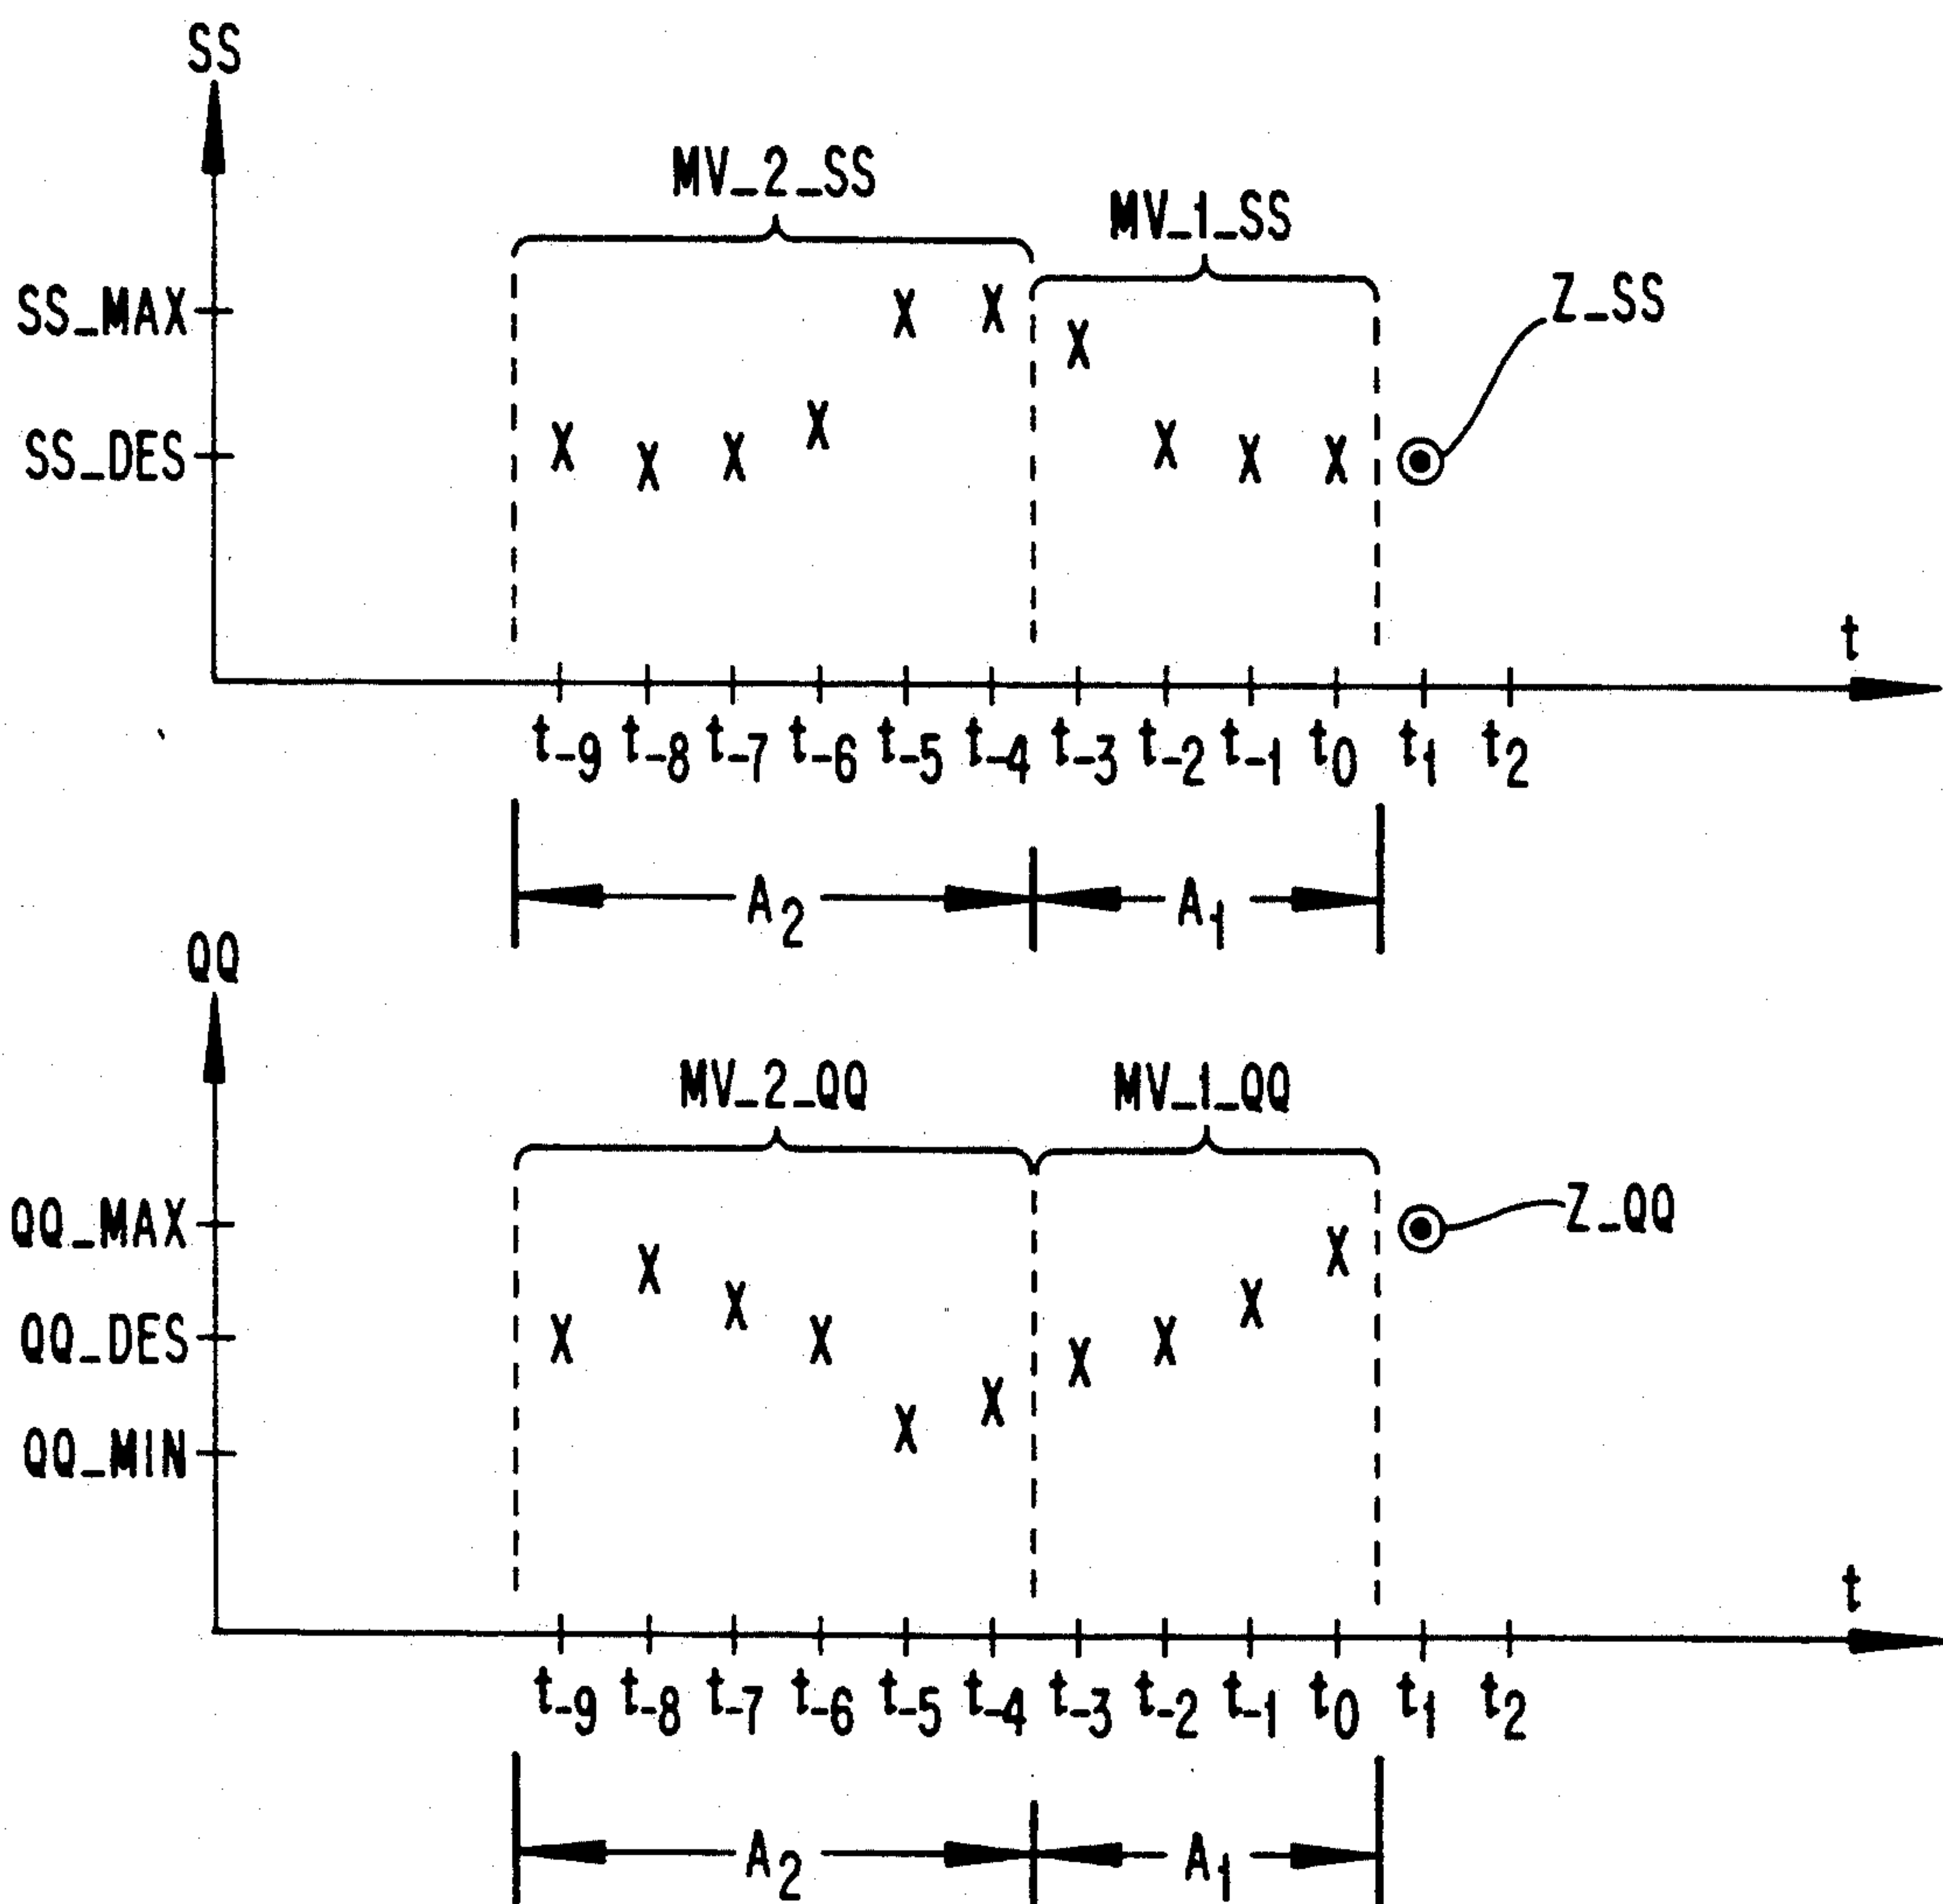 SS
MV_2_SS
MV_1_SS
SS_MAX
Z_SS
SS_DES
t
t-9 t-8 t-7 t-6 t-5 t-4 t-3 t-2 t-1 t0 t1 t2
A2 A1
QQ
MV_2_QQ MV_1_QQ
QQ_MAX
Z_QQ
QQ_DES
QQ_MIN
t
t-9 t-8 t-7 t-6 t-5 t-4 t-3 t-2 t-1 t0 t1 t2
A2 A1